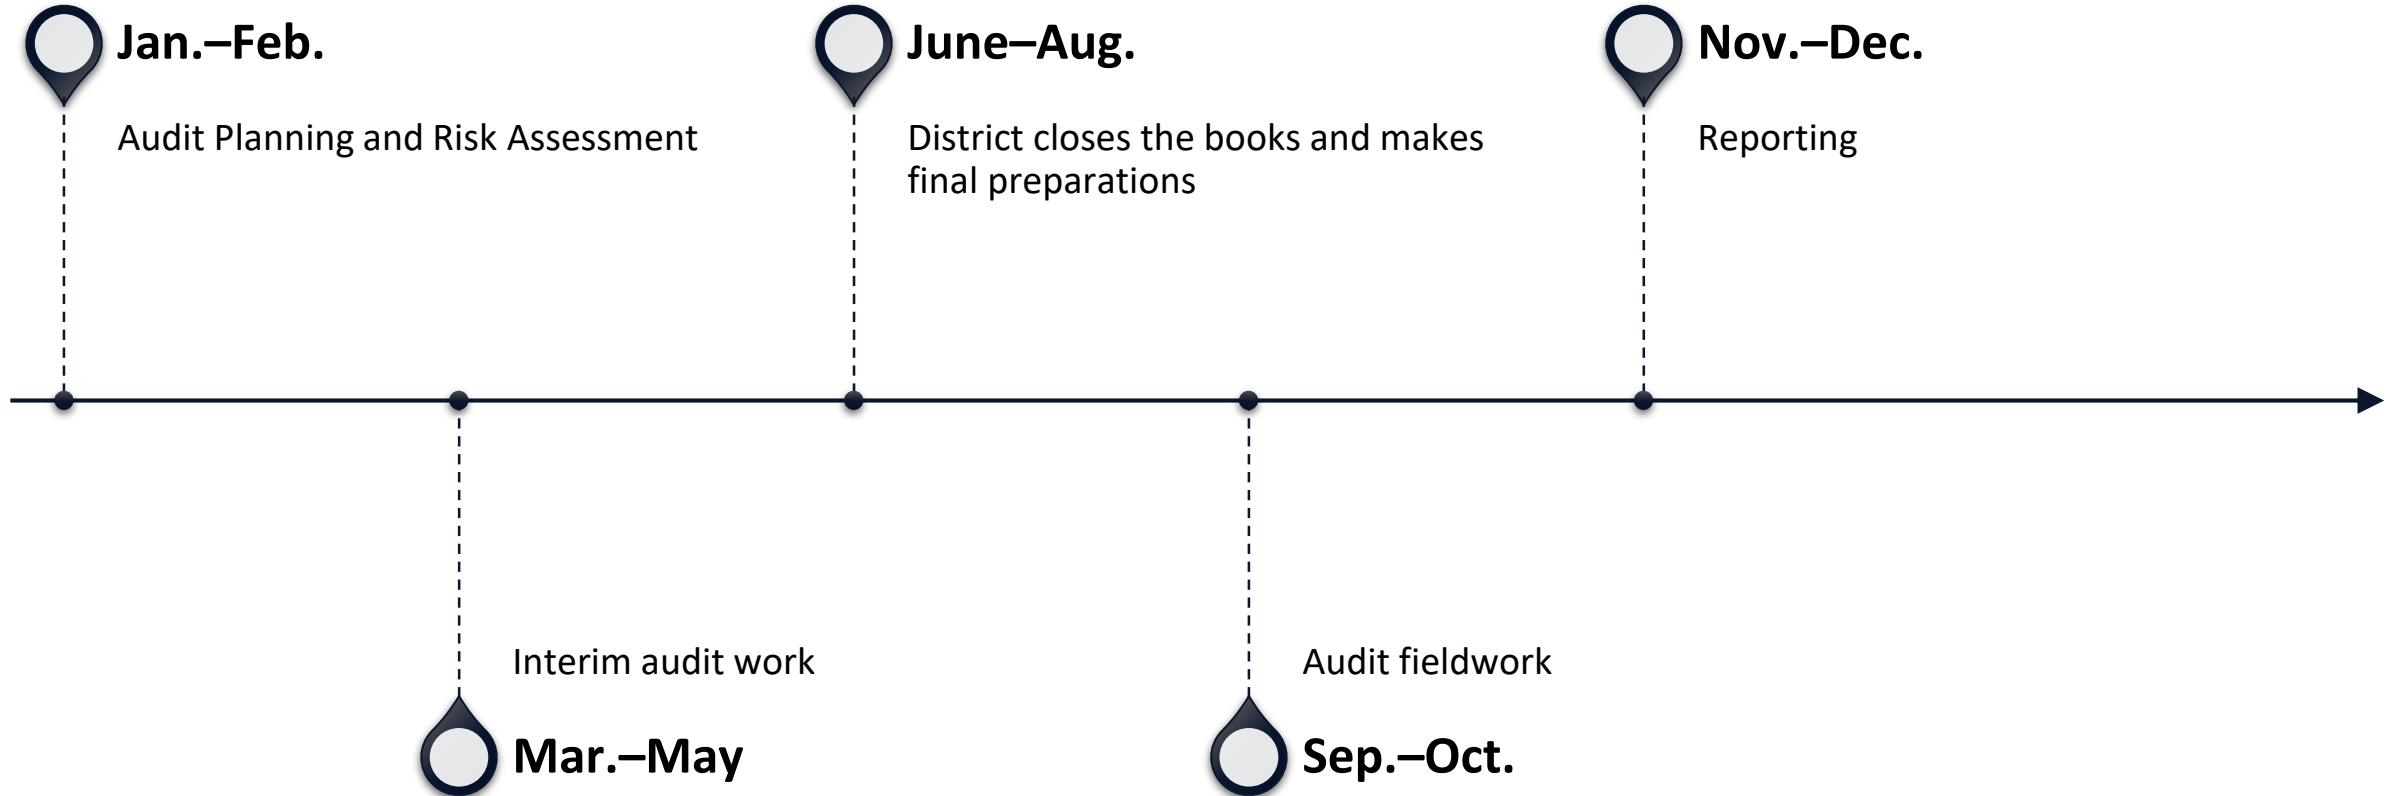 Jan.–Feb.
Audit Planning and Risk Assessment
June–Aug.
District closes the books and makes
final preparations
Nov.–Dec.
Reporting
Interim audit work
Mar.–May
Audit fieldwork
Sep.–Oct.